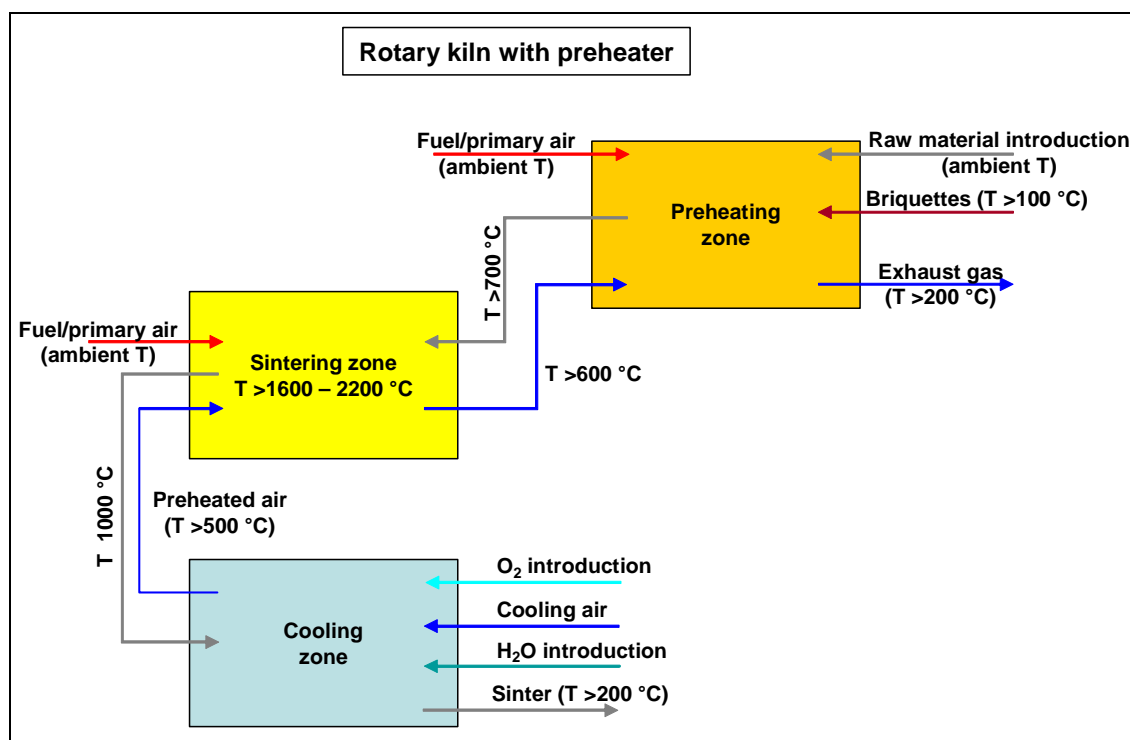 Rotary kiln with preheater
Fuel/primary air
(ambient T)
Raw material introduction
(ambient T)
Briquettes (T >100 °C)
Preheating
zone
Exhaust gas
(T >200 °C)
T >700 °C
T >600 °C
Fuel/primary air
(ambient T)
Sintering zone
T >1600 – 2200 °C
T 1000 °C
Preheated air
(T >500 °C)
O₂ introduction
Cooling air
Cooling
zone
H₂O introduction
Sinter (T >200 °C)